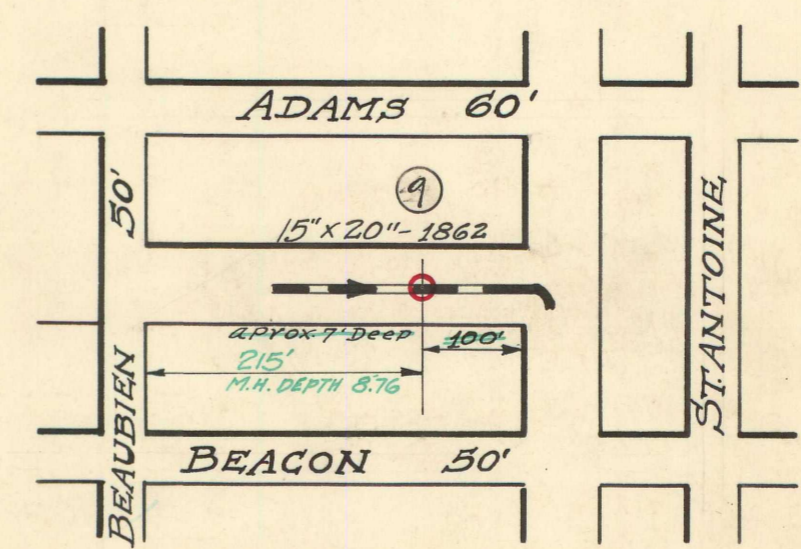 ADAMS 60'
50'
9
15" x 20" - 1862
aprox 7' Deep
100'
215'
M.H. DEPTH 8.76
BEACON 50'
BEAUBIEN
ST. ANTOINE